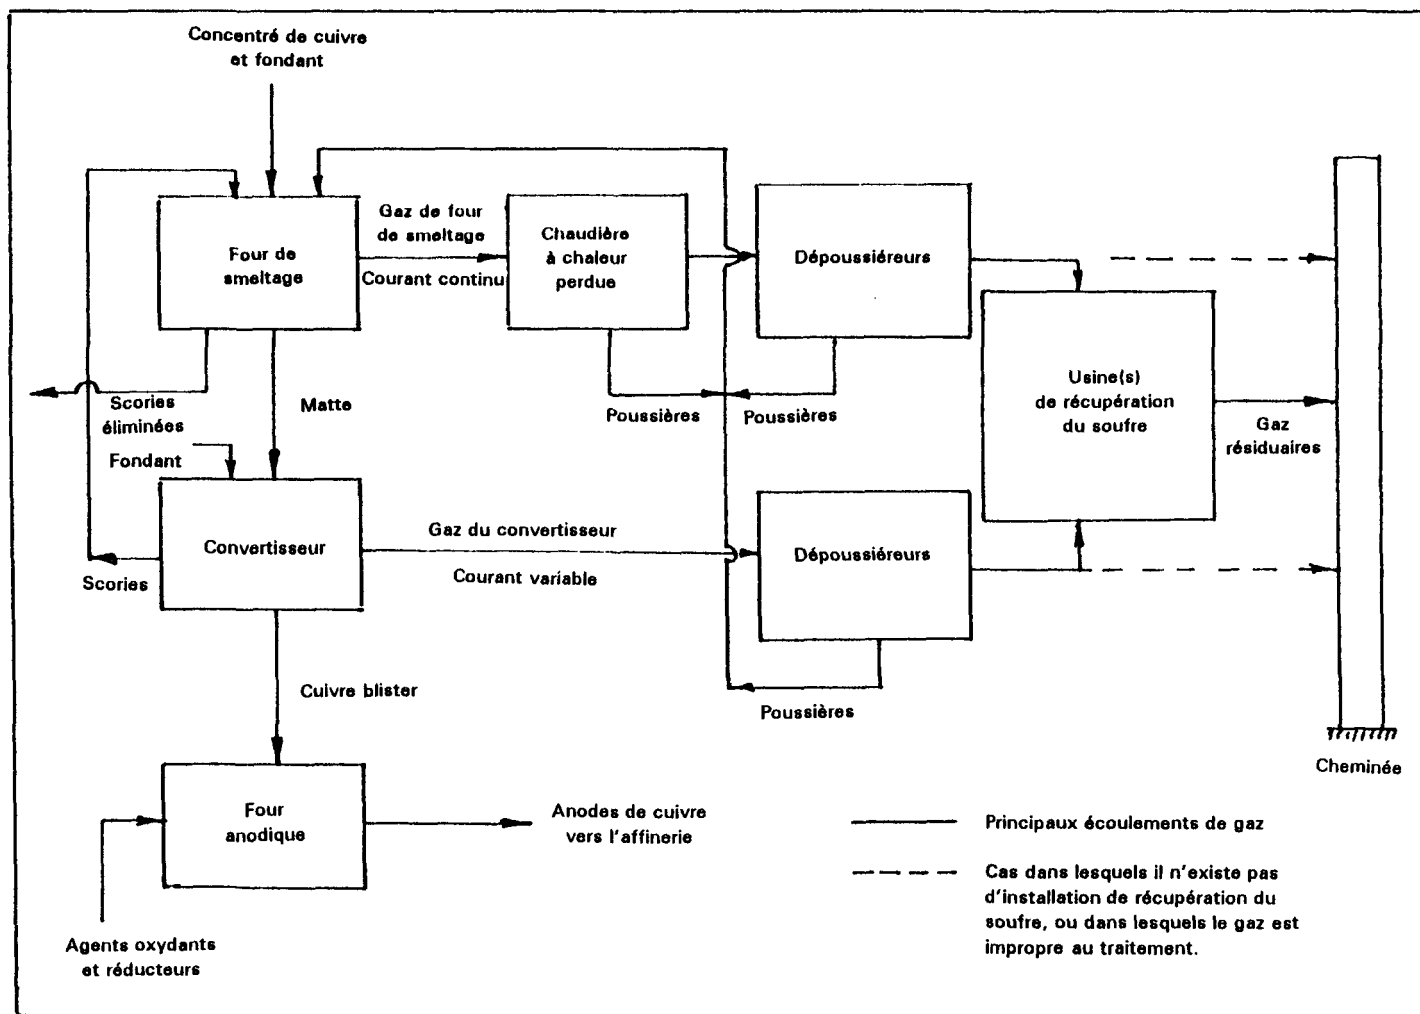 Concentré de cuivre
et fondant
Four de
smeltage
Gaz de four
de smeltage
Courant continu
Chaudière
à chaleur
perdue
Dépoussiéreurs
Usine(s)
de récupération
du soufre
Gaz
résiduaires
Scories
éliminées
Matte
Poussières
Poussières
Fondant
Convertisseur
Scories
Gaz du convertisseur
Courant variable
Dépoussiéreurs
Poussières
Cuivre blister
Cheminée
Four
anodique
Anodes de cuivre
vers l'affinerie
Agents oxydants
et réducteurs
Principaux écoulements de gaz
Cas dans lesquels il n'existe pas
d'installation de récupération du
soufre, ou dans lesquels le gaz est
impropre au traitement.